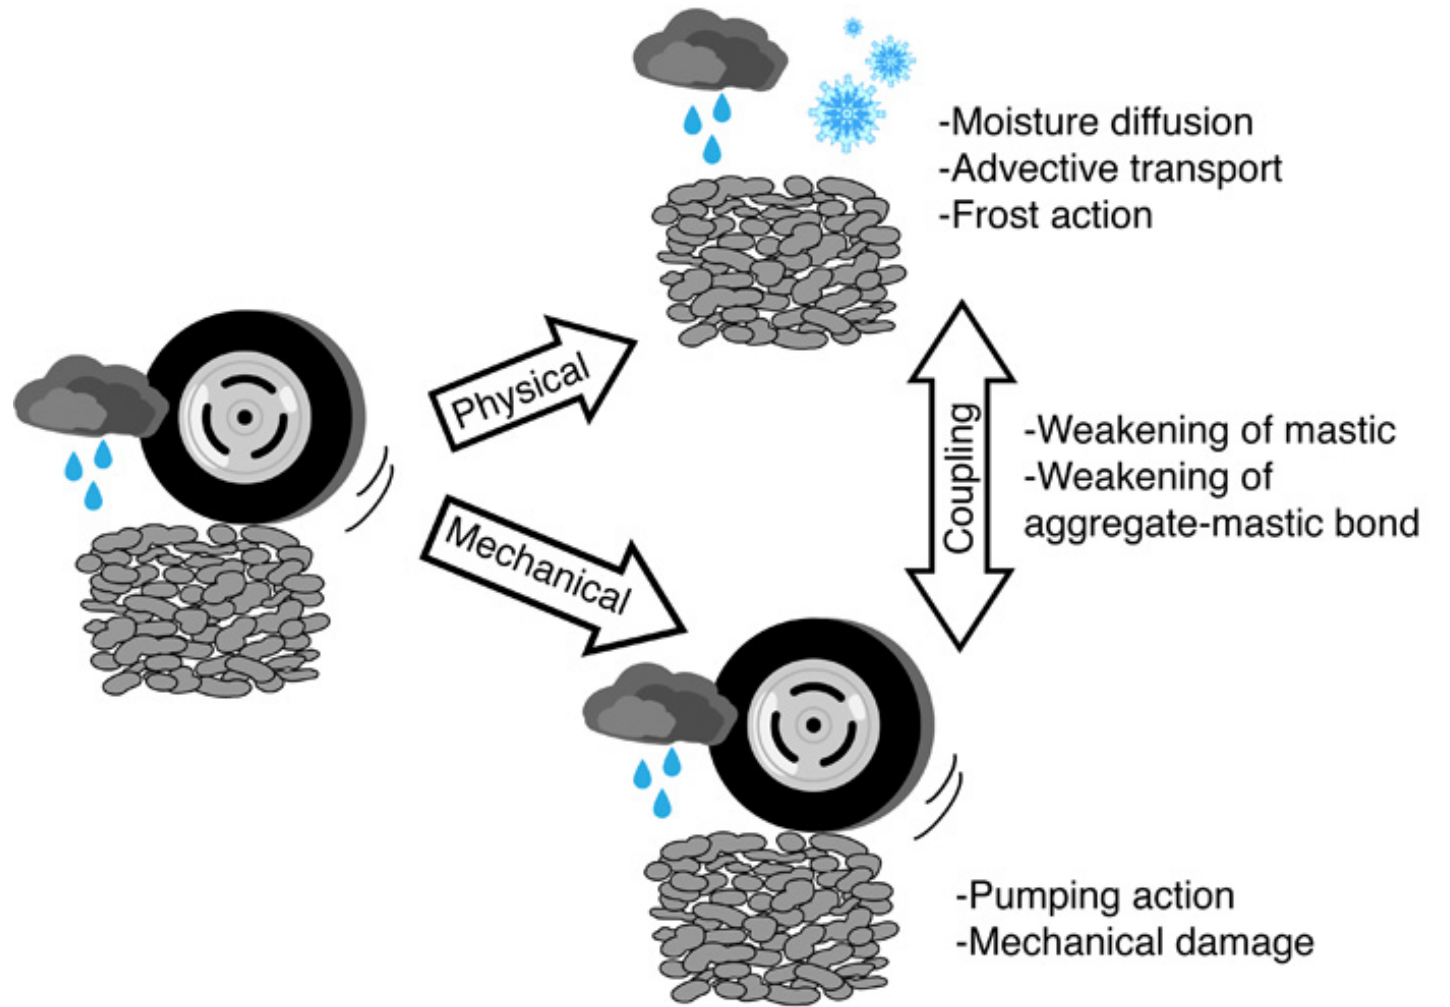 -Moisture diffusion
-Advective transport
-Frost action
Physical
Mechanical
Coupling
-Weakening of mastic
-Weakening of
aggregate-mastic bond
-Pumping action
-Mechanical damage